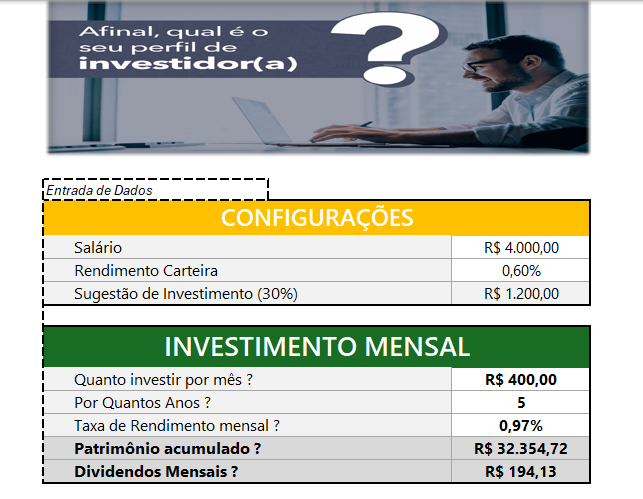 Afinal, qual é o
seu perfil de
investidor(a)
?
Entrada de Dados
CONFIGURAÇÕES
Salário R$ 4.000,00
Rendimento Carteira 0,60%
Sugestão de Investimento (30%) R$ 1.200,00
INVESTIMENTO MENSAL
Quanto investir por mês ? R$ 400,00
Por Quantos Anos ? 5
Taxa de Rendimento mensal ? 0,97%
Patrimônio acumulado ? R$ 32.354,72
Dividendos Mensais ? R$ 194,13